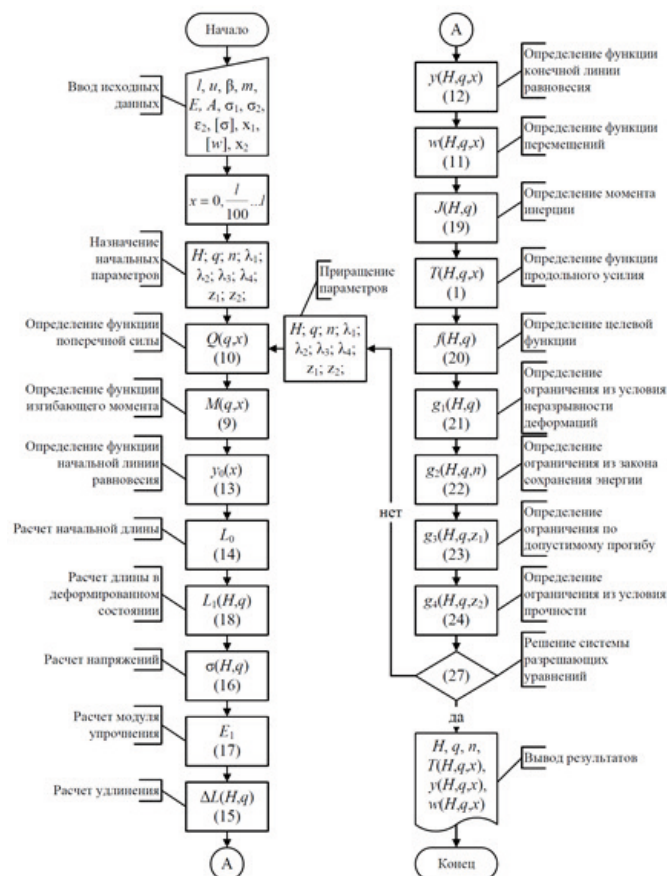 Начало
Ввод исходных
данных
l, u, β, m,
E, A, σ₁, σ₂,
ε₂, [σ], x₁,
[w], x₂
x = 0, l/100 ...l
Назначение
начальных
параметров
H; q; n; λ₁;
λ₂; λ₃; λ₄;
z₁; z₂;
Приращение
параметров
H; q; n; λ₁;
λ₂; λ₃; λ₄;
z₁; z₂;
Определение функции
поперечной силы
Q(q,x)
(10)
Определение функции
изгибающего момента
M(q,x)
(9)
Определение функции
начальной линии
равновесия
y₀(x)
(13)
Расчет начальной длины
L₀
(14)
Расчет длины в
деформированном
состоянии
L₁(H,q)
(18)
Расчет напряжений
σ(H,q)
(16)
Расчет модуля
упрочнения
E₁
(17)
Расчет удлинения
ΔL(H,q)
(15)
А
А
y(H,q,x)
(12)
Определение функции
конечной линии
равновесия
w(H,q,x)
(11)
Определение функции
перемещений
J(H,q)
(19)
Определение момента
инерции
T(H,q,x)
(1)
Определение функции
продольного усилия
f(H,q)
(20)
Определение целевой
функции
g₁(H,q)
(21)
Определение
ограничения из условия
неразрывности
деформаций
g₂(H,q,n)
(22)
Определение
ограничения из закона
сохранения энергии
g₃(H,q,z₁)
(23)
Определение
ограничения по
допустимому прогибу
g₄(H,q,z₂)
(24)
Определение
ограничения из условия
прочности
(27)
Решение системы
разрешающих
уравнений
нет
да
H, q, n,
T(H,q,x),
y(H,q,x),
w(H,q,x)
Вывод результатов
Конец